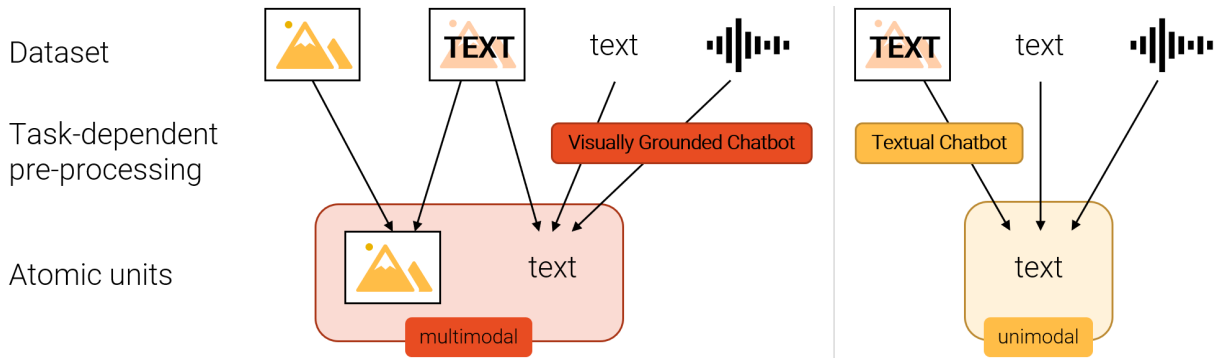 Dataset
TEXT
text
TEXT
text
Task-dependent
pre-processing
Visually Grounded Chatbot
Textual Chatbot
Atomic units
text
text
multimodal
unimodal